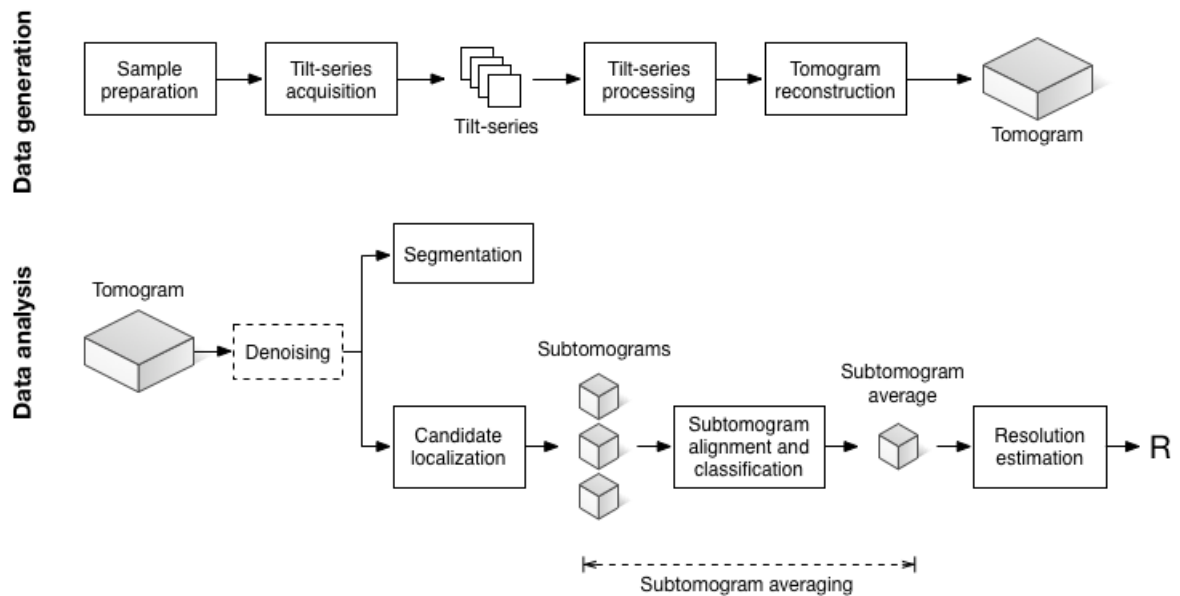 Data generation
Sample
preparation
Tilt-series
acquisition
Tilt-series
Tilt-series
processing
Tomogram
reconstruction
Tomogram
Data analysis
Tomogram
Denoising
Segmentation
Candidate
localization
Subtomograms
Subtomogram
alignment and
classification
Subtomogram
average
Resolution
estimation
R
Subtomogram averaging